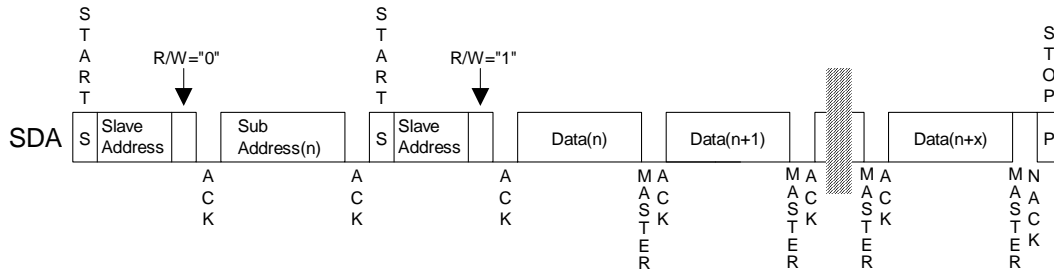 START
START
STOP
R/W="0"
R/W="1"
SDA
S
Slave Address
Sub Address(n)
S
Slave Address
Data(n)
Data(n+1)
Data(n+x)
P
ACK
ACK
ACK
MASTER ACK
MASTER ACK
MASTER ACK
MASTER NACK